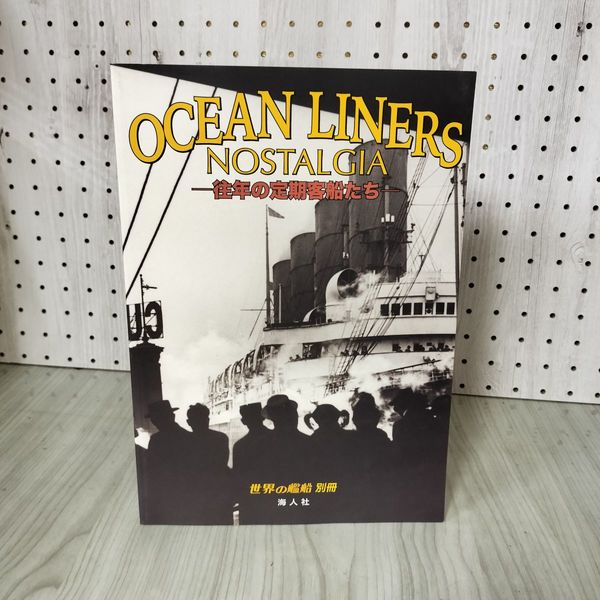 OCEAN LINERS
NOSTALGIA
―往年の定期客船たち―
世界の艦船 別冊
海人社